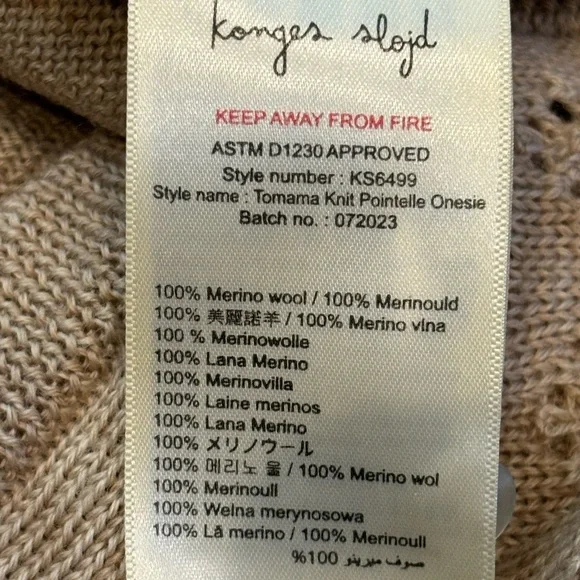 konges sløjd
KEEP AWAY FROM FIRE
ASTM D1230 APPROVED
Style number : KS6499
Style name : Tomama Knit Pointelle Onesie
Batch no. : 072023
100% Merino wool / 100% Merinould
100% 美麗諾羊 / 100% Merino vlna
100 % Merinowolle
100% Lana Merino
100% Merinovilla
100% Laine merinos
100% Lana Merino
100% メリノウール
100% 메리노 울 / 100% Merino wol
100% Merinoull
100% Wełna merynosowa
100% Lã merino / 100% Merinoull
%100 صوف ميرينو